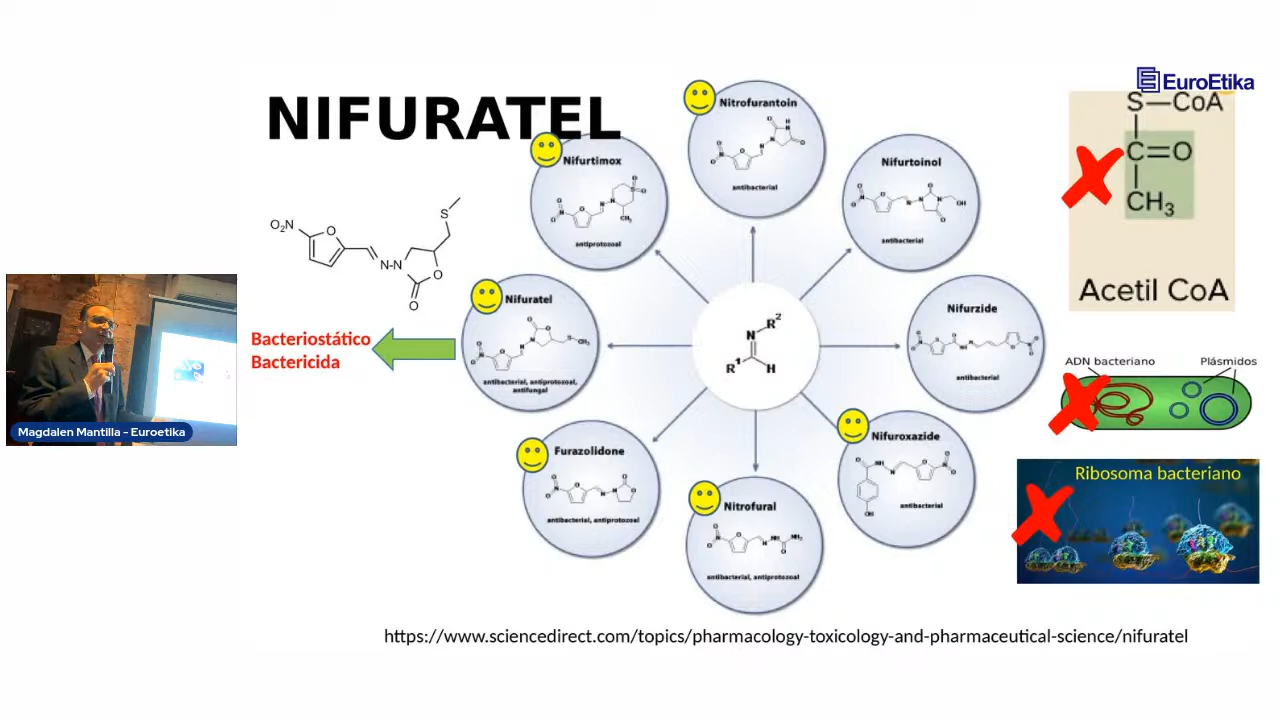 EuroEtika
NIFURATEL
O2N
O
N-N
S
O
O
Bacteriostático
Bactericida
Nitrofurantoin
antibacterial
Nifurtimox
antiprotozoal
Nifurtoinol
antibacterial
Nifuratel
antibacterial, antiprotozoal,
antifungal
Nifurzide
antibacterial
Furazolidone
antibacterial, antiprotozoal
Nitrofural
antibacterial, antiprotozoal
Nifuroxazide
antibacterial
R2
N
R1
H
S—CoA
C=O
CH3
Acetil CoA
ADN bacteriano
Plásmidos
Ribosoma bacteriano
Magdalen Mantilla - Euroetika
https://www.sciencedirect.com/topics/pharmacology-toxicology-and-pharmaceutical-science/nifuratel